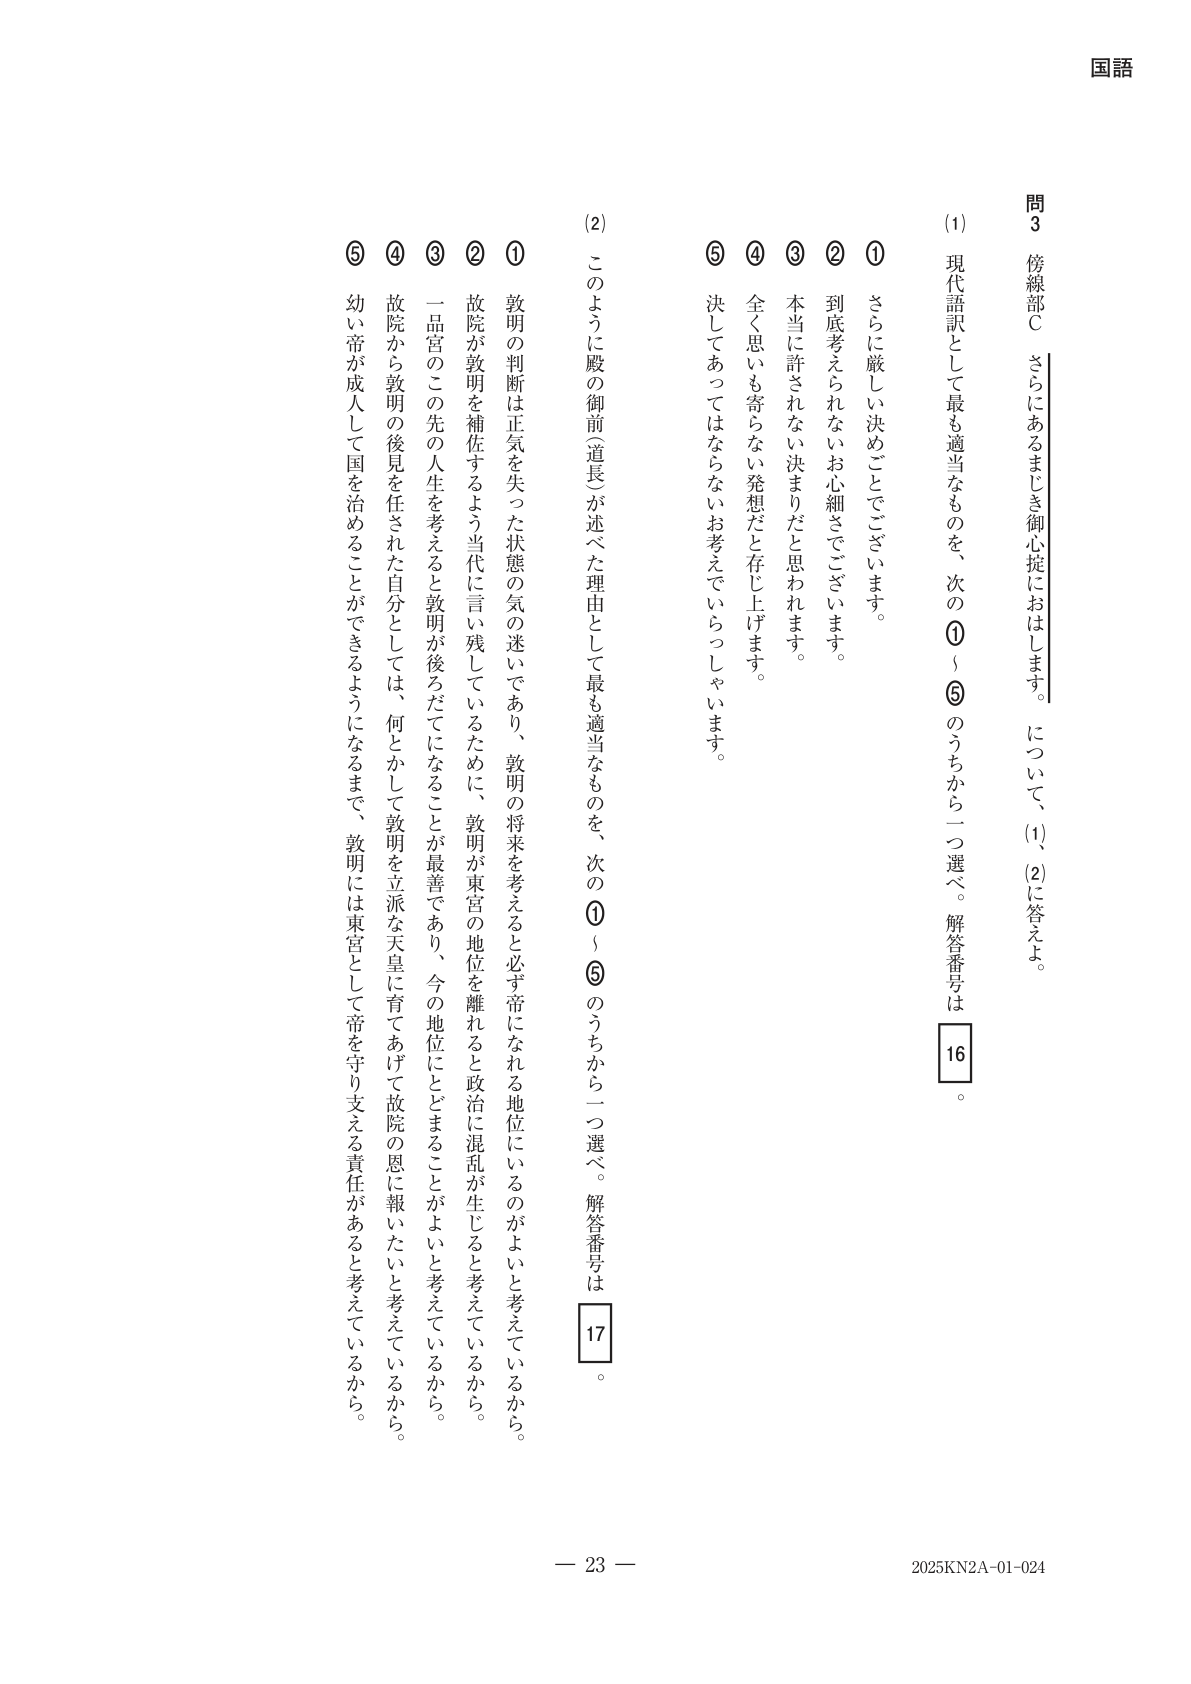 国語
問3 傍線部C さらにあるまじき御心掟におはします。 について、(1)、(2)に答えよ。
(1) 現代語訳として最も適当なものを、次の①～⑤のうちから一つ選べ。解答番号は 16 。
① さらに厳しい決めごとでございます。
② 到底考えられないお心細さでございます。
③ 本当に許されない決まりだと思われます。
④ 全く思いも寄らない発想だと存じ上げます。
⑤ 決してあってはならないお考えでいらっしゃいます。
(2) このように殿の御前(道長)が述べた理由として最も適当なものを、次の①～⑤のうちから一つ選べ。解答番号は 17 。
① 敦明の判断は正気を失った状態の気の迷いであり、敦明の将来を考えると必ず帝になれる地位にいるのがよいと考えているから。
② 故院が敦明を補佐するよう当代に言い残しているために、敦明が東宮の地位を離れると政治に混乱が生じると考えているから。
③ 一品宮のこの先の人生を考えると敦明が後ろだてになることが最善であり、今の地位にとどまることがよいと考えているから。
④ 故院から敦明の後見を任された自分としては、何とかして敦明を立派な天皇に育てあげて故院の恩に報いたいと考えているから。
⑤ 幼い帝が成人して国を治めることができるようになるまで、敦明には東宮として帝を守り支える責任があると考えているから。
— 23 —
2025KN2A-01-024